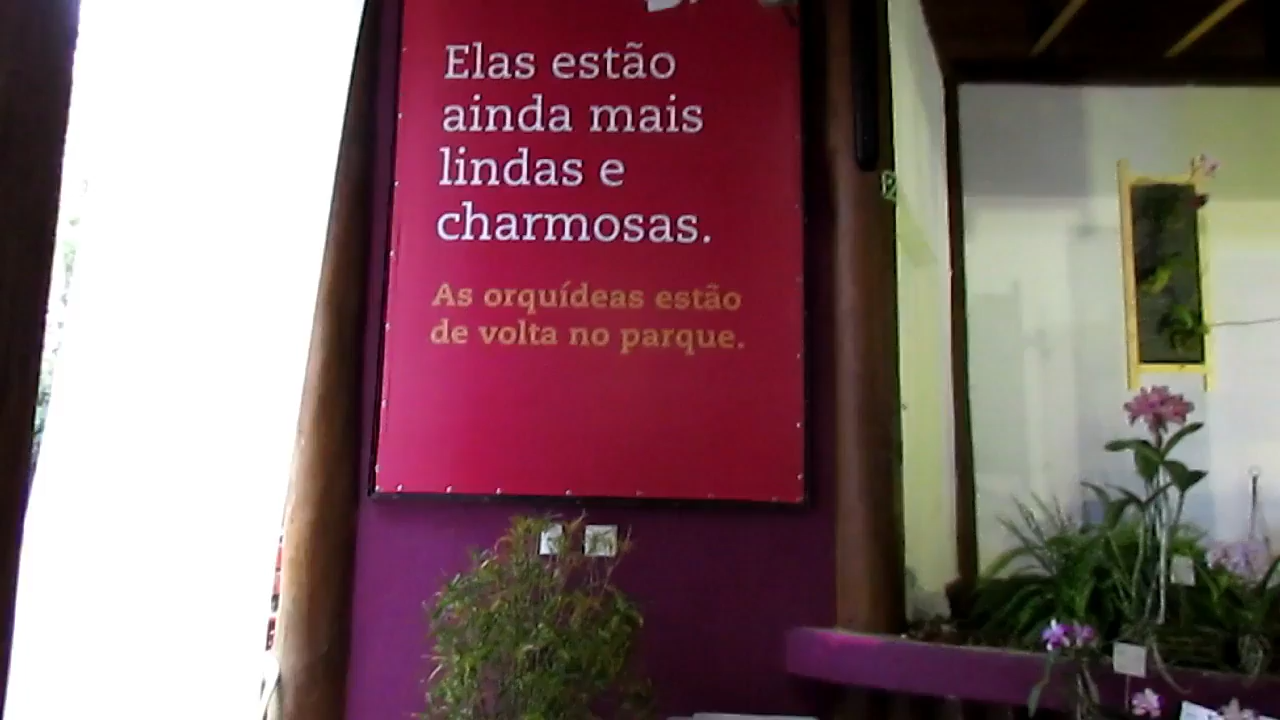 Elas estão
ainda mais
lindas e
charmosas.
As orquídeas estão
de volta no parque.